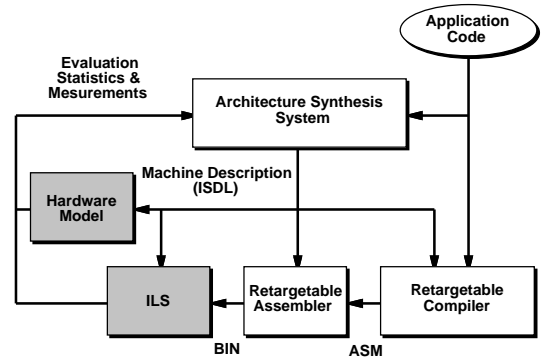 Application
Code
Evaluation
Statistics &
Mesurements
Architecture Synthesis
System
Machine Description
(ISDL)
Hardware
Model
ILS
Retargetable
Assembler
Retargetable
Compiler
BIN
ASM